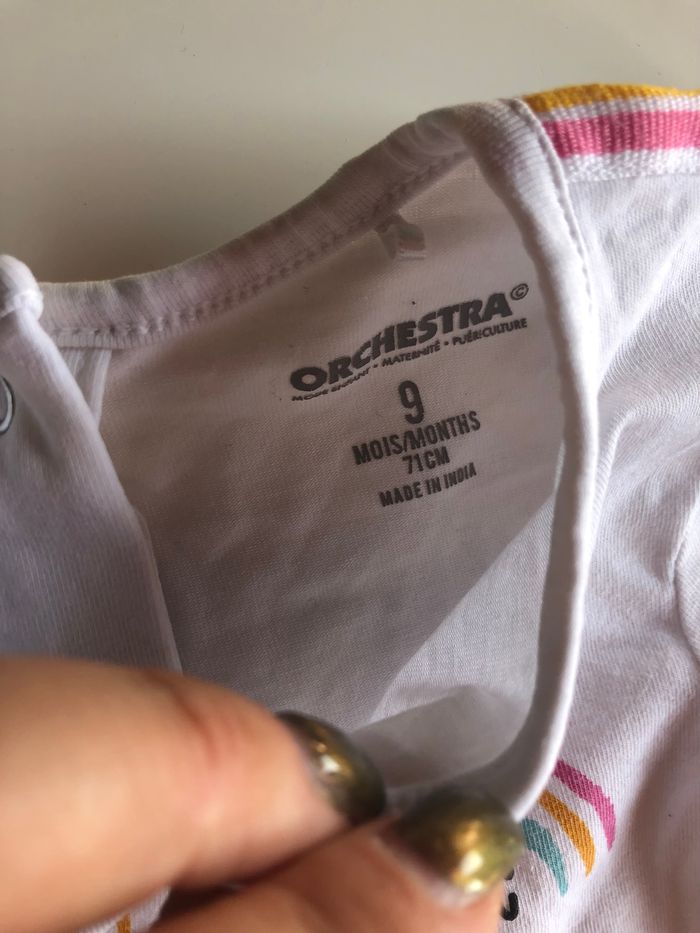 ORCHESTRA©
MODE ENFANT • MATERNITÉ • PUÉRICULTURE
9
MOIS/MONTHS
71CM
MADE IN INDIA